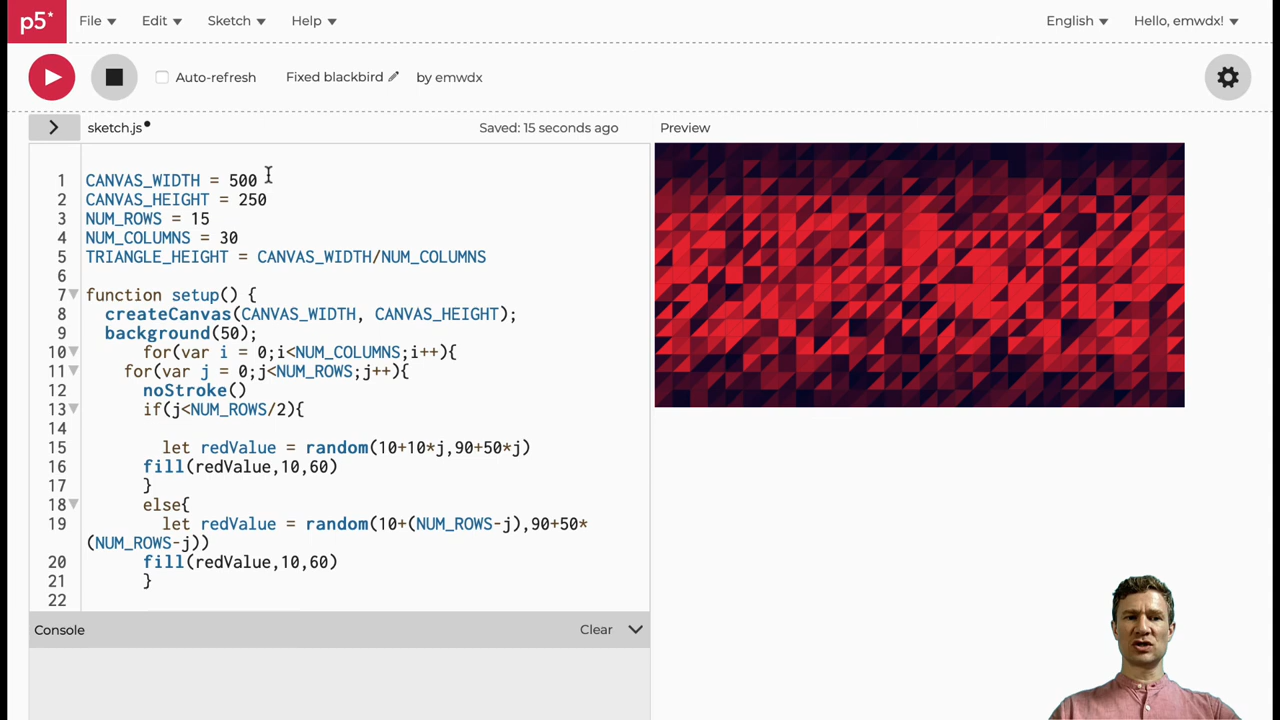 p5*
File Edit Sketch Help English Hello, emwdx!
Auto-refresh Fixed blackbird by emwdx
sketch.js Saved: 15 seconds ago Preview
1 CANVAS_WIDTH = 500
2 CANVAS_HEIGHT = 250
3 NUM_ROWS = 15
4 NUM_COLUMNS = 30
5 TRIANGLE_HEIGHT = CANVAS_WIDTH/NUM_COLUMNS
6
7 function setup() {
8 createCanvas(CANVAS_WIDTH, CANVAS_HEIGHT);
9 background(50);
10 for(var i = 0;i<NUM_COLUMNS;i++){
11 for(var j = 0;j<NUM_ROWS;j++){
12 noStroke()
13 if(j<NUM_ROWS/2){
14
15 let redValue = random(10+10*j,90+50*j)
16 fill(redValue,10,60)
17 }
18 else{
19 let redValue = random(10+(NUM_ROWS-j),90+50*
(NUM_ROWS-j))
20 fill(redValue,10,60)
21 }
22
Console Clear